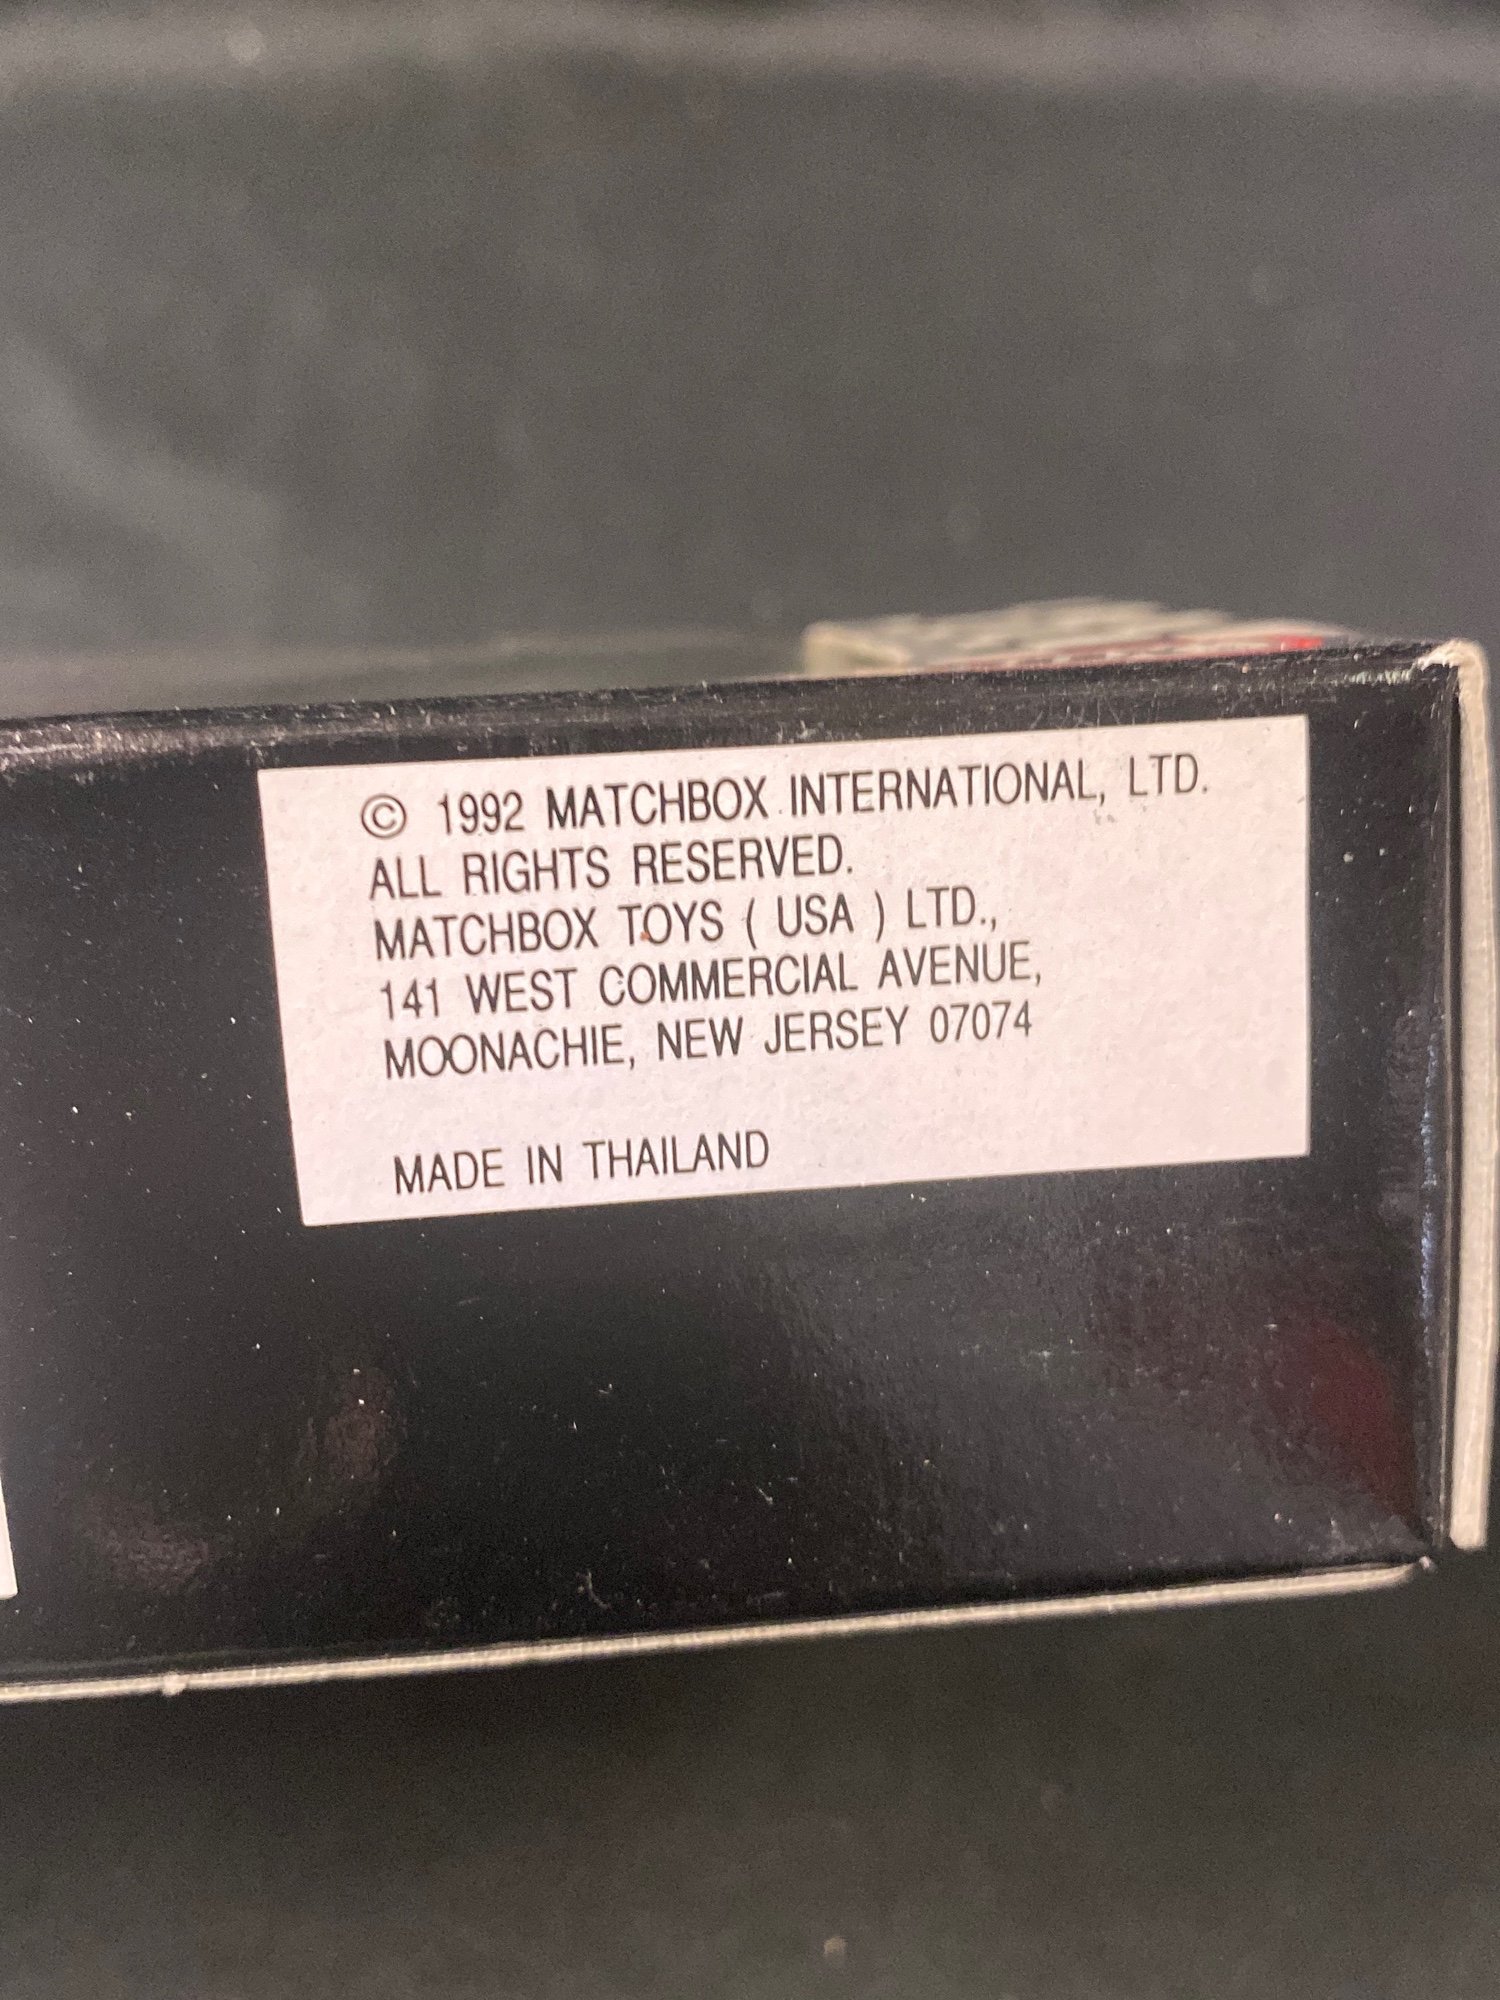 © 1992 MATCHBOX INTERNATIONAL, LTD.
ALL RIGHTS RESERVED.
MATCHBOX TOYS ( USA ) LTD.,
141 WEST COMMERCIAL AVENUE,
MOONACHIE, NEW JERSEY 07074
MADE IN THAILAND